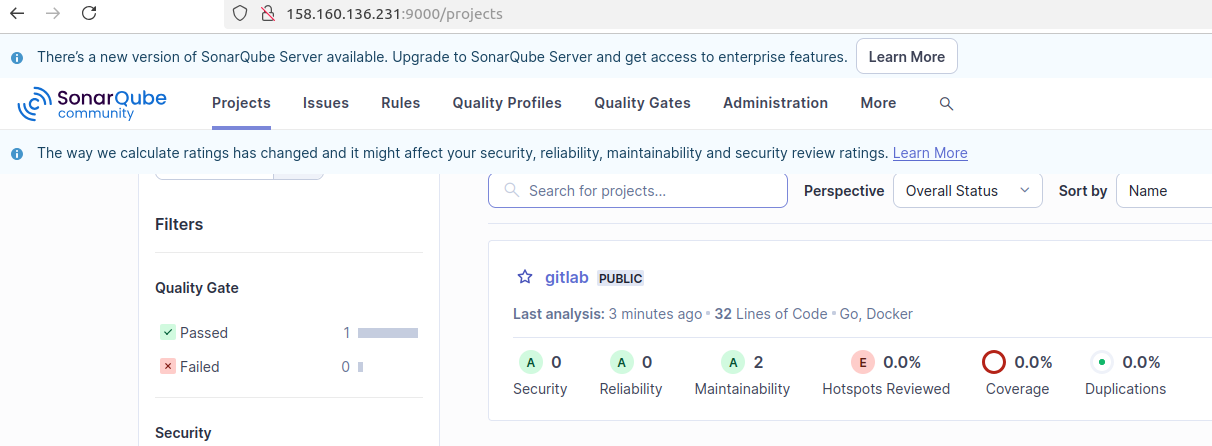 158.160.136.231:9000/projects
There's a new version of SonarQube Server available. Upgrade to SonarQube Server and get access to enterprise features. Learn More
SonarQube community Projects Issues Rules Quality Profiles Quality Gates Administration More
The way we calculate ratings has changed and it might affect your security, reliability, maintainability and security review ratings. Learn More
Search for projects... Perspective Overall Status Sort by Name
Filters
Quality Gate
Passed 1
Failed 0
Security
gitlab PUBLIC
Last analysis: 3 minutes ago • 32 Lines of Code • Go, Docker
A 0 A 0 A 2 E 0.0% 0.0% 0.0%
Security Reliability Maintainability Hotspots Reviewed Coverage Duplications